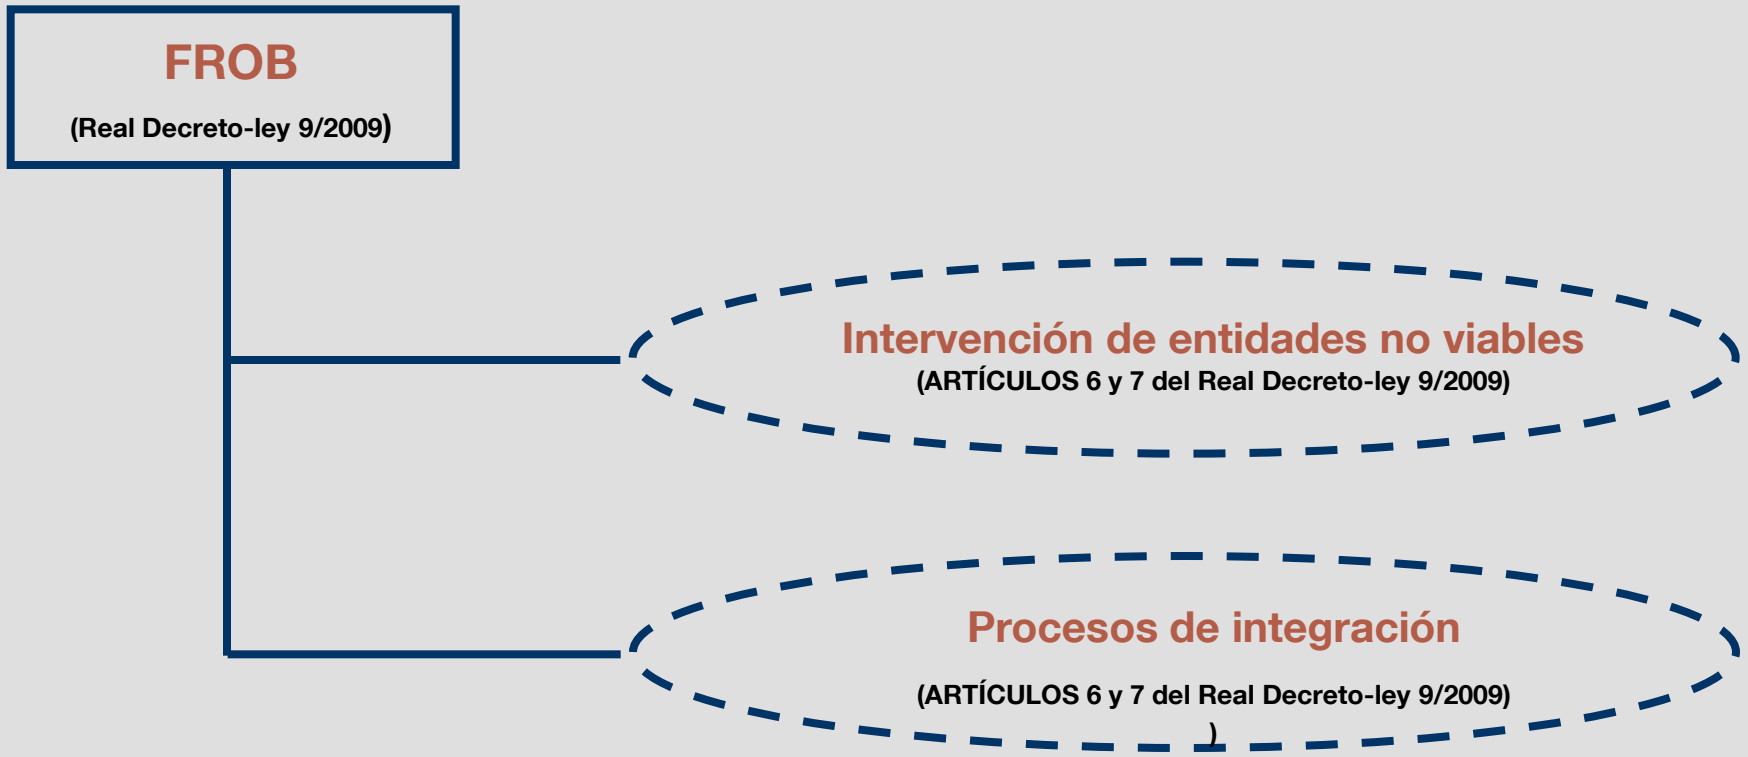 FROB
(Real Decreto-ley 9/2009)
Intervención de entidades no viables
(ARTÍCULOS 6 y 7 del Real Decreto-ley 9/2009)
Procesos de integración
(ARTÍCULOS 6 y 7 del Real Decreto-ley 9/2009)
)